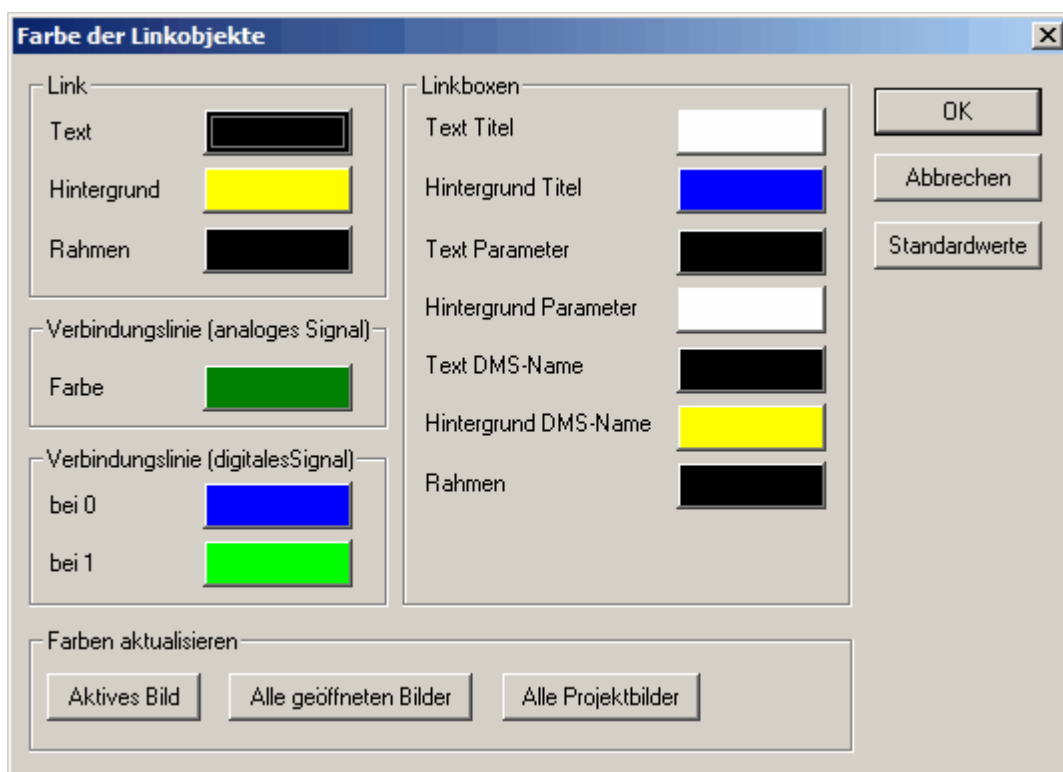 Farbe der Linkobjekte
Link
Text
Hintergrund
Rahmen
Verbindungslinie (analoges Signal)
Farbe
Verbindungslinie (digitalesSignal)
bei 0
bei 1
Linkboxen
Text Titel
Hintergrund Titel
Text Parameter
Hintergrund Parameter
Text DMS-Name
Hintergrund DMS-Name
Rahmen
OK
Abbrechen
Standardwerte
Farben aktualisieren
Aktives Bild
Alle geöffneten Bilder
Alle Projektbilder